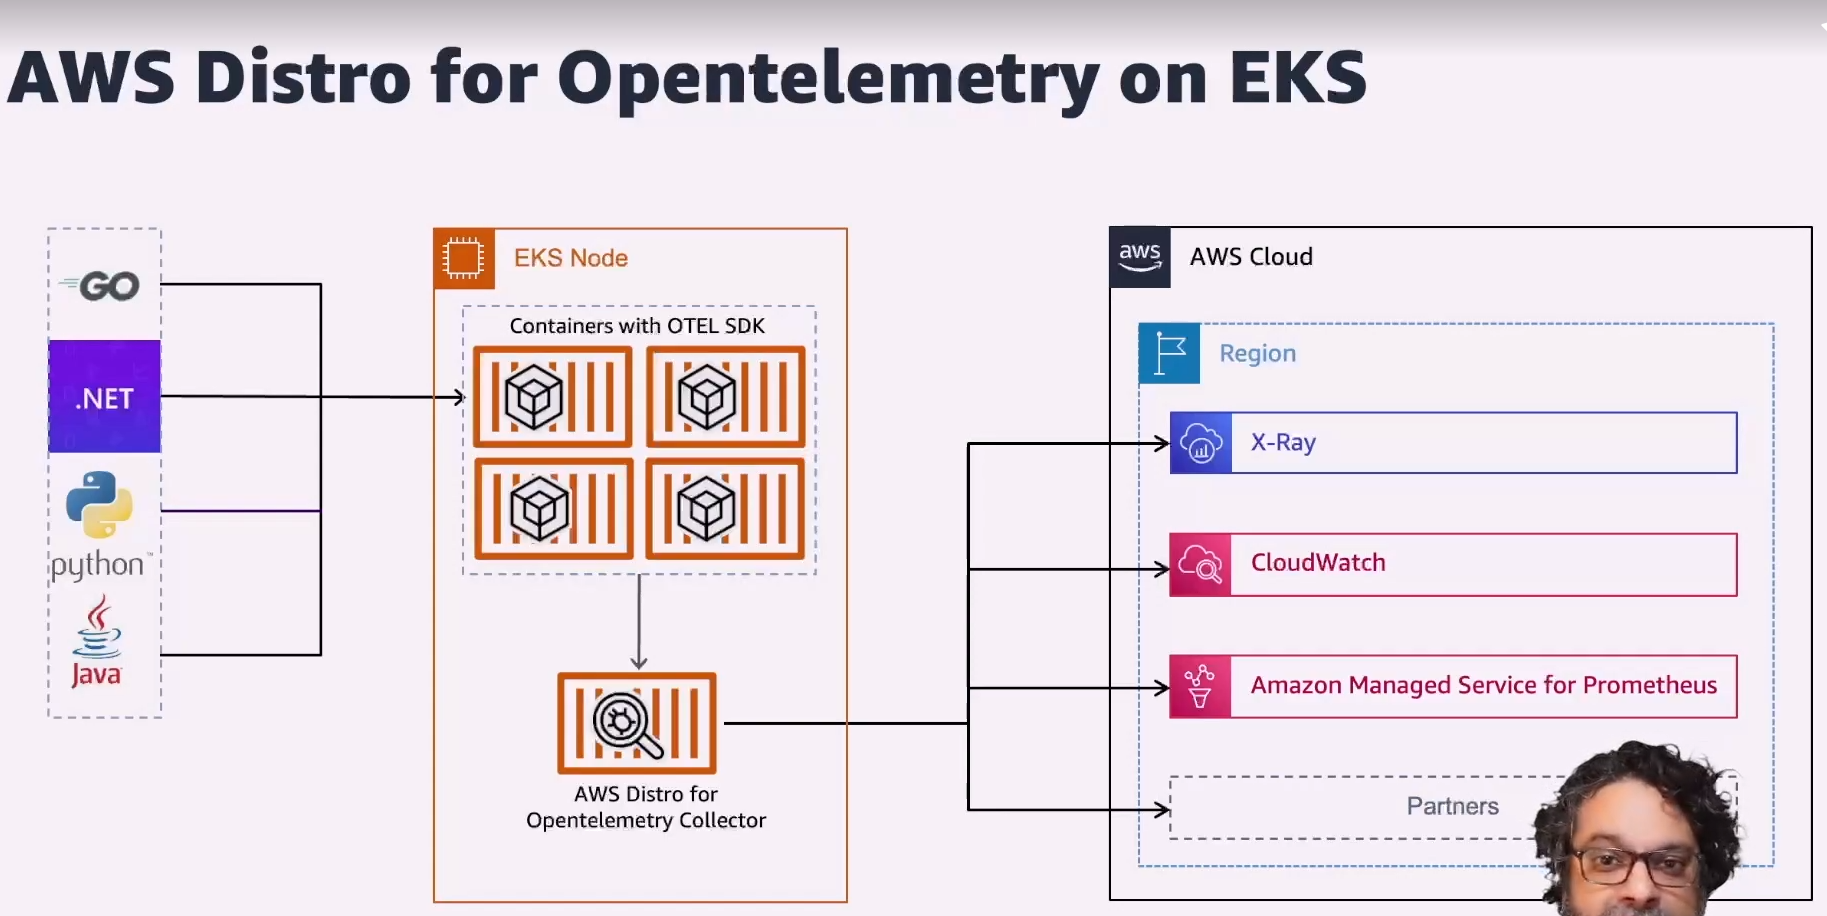 AWS Distro for Opentelemetry on EKS
GO
.NET
python™
Java
EKS Node
Containers with OTEL SDK
AWS Distro for
Opentelemetry Collector
aws
AWS Cloud
Region
X-Ray
CloudWatch
Amazon Managed Service for Prometheus
Partners